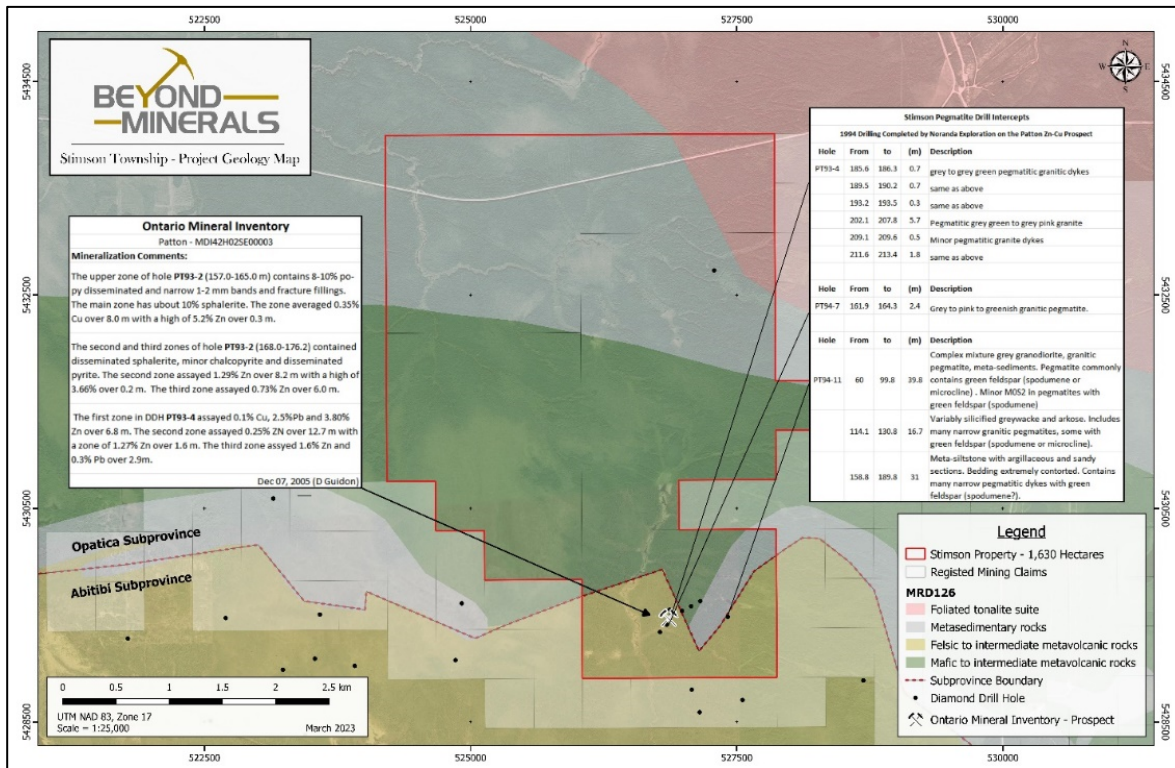 522500
525000
527500
530000
5434500
5434500
5432500
5432500
5430500
5430500
5428500
5428500
522500
525000
527500
530000
BEYOND
MINERALS
Stimson Township - Project Geology Map
N
W
E
S
Ontario Mineral Inventory
Patton - MDI42H02SE00003
Mineralization Comments:
The upper zone of hole PT93-2 (157.0-165.0 m) contains 8-10% po-
py disseminated and narrow 1-2 mm bands and fracture fillings.
The main zone has ubout 10% sphalerite. The zone averaged 0.35%
Cu over 8.0 m with a high of 5.2% Zn over 0.3 m.
The second and third zones of hole PT93-2 (168.0-176.2) contained
disseminated sphalerite, minor chalcopyrite and disseminated
pyrite. The second zone assayed 1.29% Zn over 8.2 m with a high of
3.66% over 0.2 m. The third zone assayed 0.73% Zn over 6.0 m.
The first zone in DDH PT93-4 assayed 0.1% Cu, 2.5%Pb and 3.80%
Zn over 6.8 m. The second zone assayed 0.25% ZN over 12.7 m with
a zone of 1.27% Zn over 1.6 m. The third zone assyed 1.6% Zn and
0.3% Pb over 2.9m.
Dec 07, 2005 (D Guidon)
Stimson Pegmatite Drill Intercepts
1994 Drilling Completed by Noranda Exploration on the Patton Zn-Cu Prospect
Hole From to (m) Description
PT93-4 185.6 186.3 0.7 grey to grey green pegmatitic granitic dykes
189.5 190.2 0.7 same as above
193.2 193.5 0.3 same as above
202.1 207.8 5.7 Pegmatitic grey green to grey pink granite
209.1 209.6 0.5 Minor pegmatitic granite dykes
211.6 213.4 1.8 same as above
Hole From to (m) Description
PT94-7 161.9 164.3 2.4 Grey to pink to greenish granitic pegmatite.
Hole From to (m) Description
PT94-11 60 99.8 39.8 Complex mixture grey granodiorite, granitic
pegmatite, meta-sediments. Pegmatite commonly
contains green feldspar (spodumene or
microcline) . Minor M0S2 in pegmatites with
green feldspar (spodumene)
114.1 130.8 16.7 Variably silicified greywacke and arkose. Includes
many narrow granitic pegmatites, some with
green feldspar (spodumene or microcline).
158.8 189.8 31 Meta-siltstone with argillaceous and sandy
sections. Bedding extremely contorted. Contains
many narrow pegmatitic dykes with green
feldspar (spodumene?).
Opatica Subprovince
Abitibi Subprovince
0 0.5 1 1.5 2 2.5 km
UTM NAD 83, Zone 17
Scale = 1:25,000
March 2023
Legend
Stimson Property - 1,630 Hectares
Registed Mining Claims
MRD126
Foliated tonalite suite
Metasedimentary rocks
Felsic to intermediate metavolcanic rocks
Mafic to intermediate metavolcanic rocks
Subprovince Boundary
Diamond Drill Hole
Ontario Mineral Inventory - Prospect